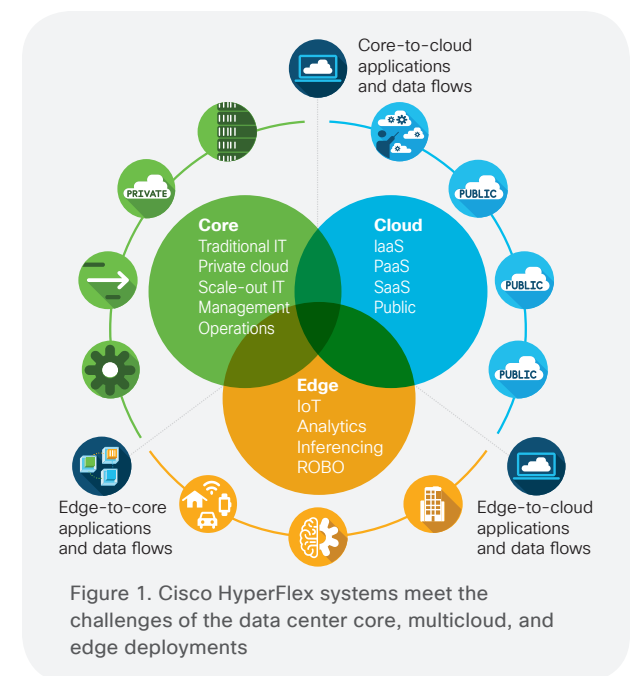 Core-to-cloud
applications
and data flows
PRIVATE
PUBLIC
PUBLIC
PUBLIC
Core
Traditional IT
Private cloud
Scale-out IT
Management
Operations
Cloud
IaaS
PaaS
SaaS
Public
Edge
IoT
Analytics
Inferencing
ROBO
Edge-to-core
applications
and data flows
Edge-to-cloud
applications
and data flows
Figure 1. Cisco HyperFlex systems meet the
challenges of the data center core, multicloud, and
edge deployments